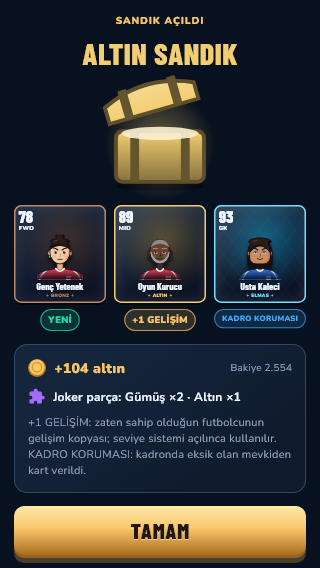 SANDIK AÇILDI
ALTIN SANDIK
78
FWD
Genç Yetenek
• BRONZ •
89
MID
Oyun Kurucu
• ALTIN •
93
GK
Usta Kaleci
• ELMAS •
YENİ
+1 GELİŞİM
KADRO KORUMASI
+104 altın
Bakiye 2.554
Joker parça: Gümüş ×2 · Altın ×1
+1 GELİŞİM: zaten sahip olduğun futbolcunun
gelişim kopyası; seviye sistemi açılınca kullanılır.
KADRO KORUMASI: kadronda eksik olan mevkiden
kart verildi.
TAMAM